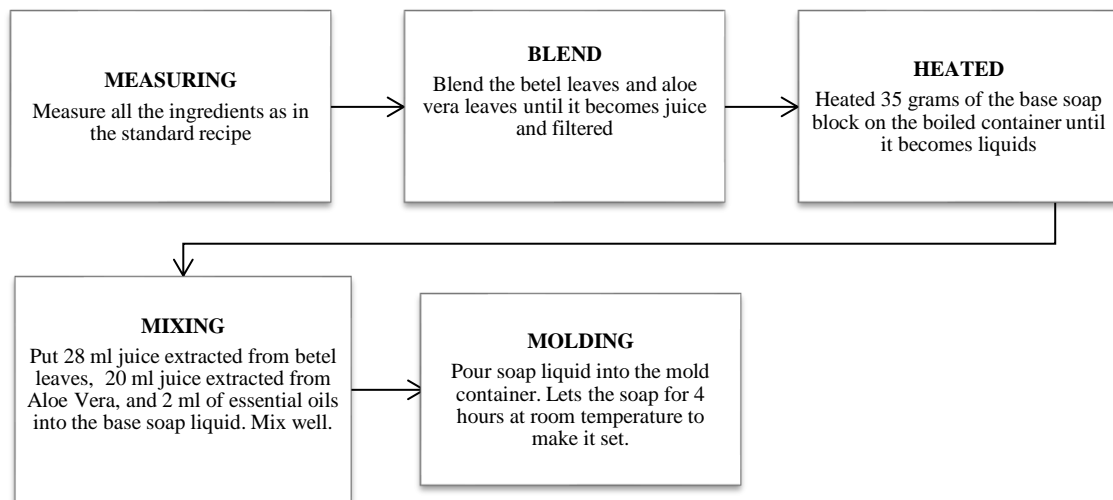 MEASURING
Measure all the ingredients as in
the standard recipe
BLEND
Blend the betel leaves and aloe
vera leaves until it becomes juice
and filtered
HEATED
Heated 35 grams of the base soap
block on the boiled container until
it becomes liquids
MIXING
Put 28 ml juice extracted from betel
leaves,  20 ml juice extracted from
Aloe Vera, and 2 ml of essential oils
into the base soap liquid. Mix well.
MOLDING
Pour soap liquid into the mold
container. Lets the soap for 4
hours at room temperature to
make it set.